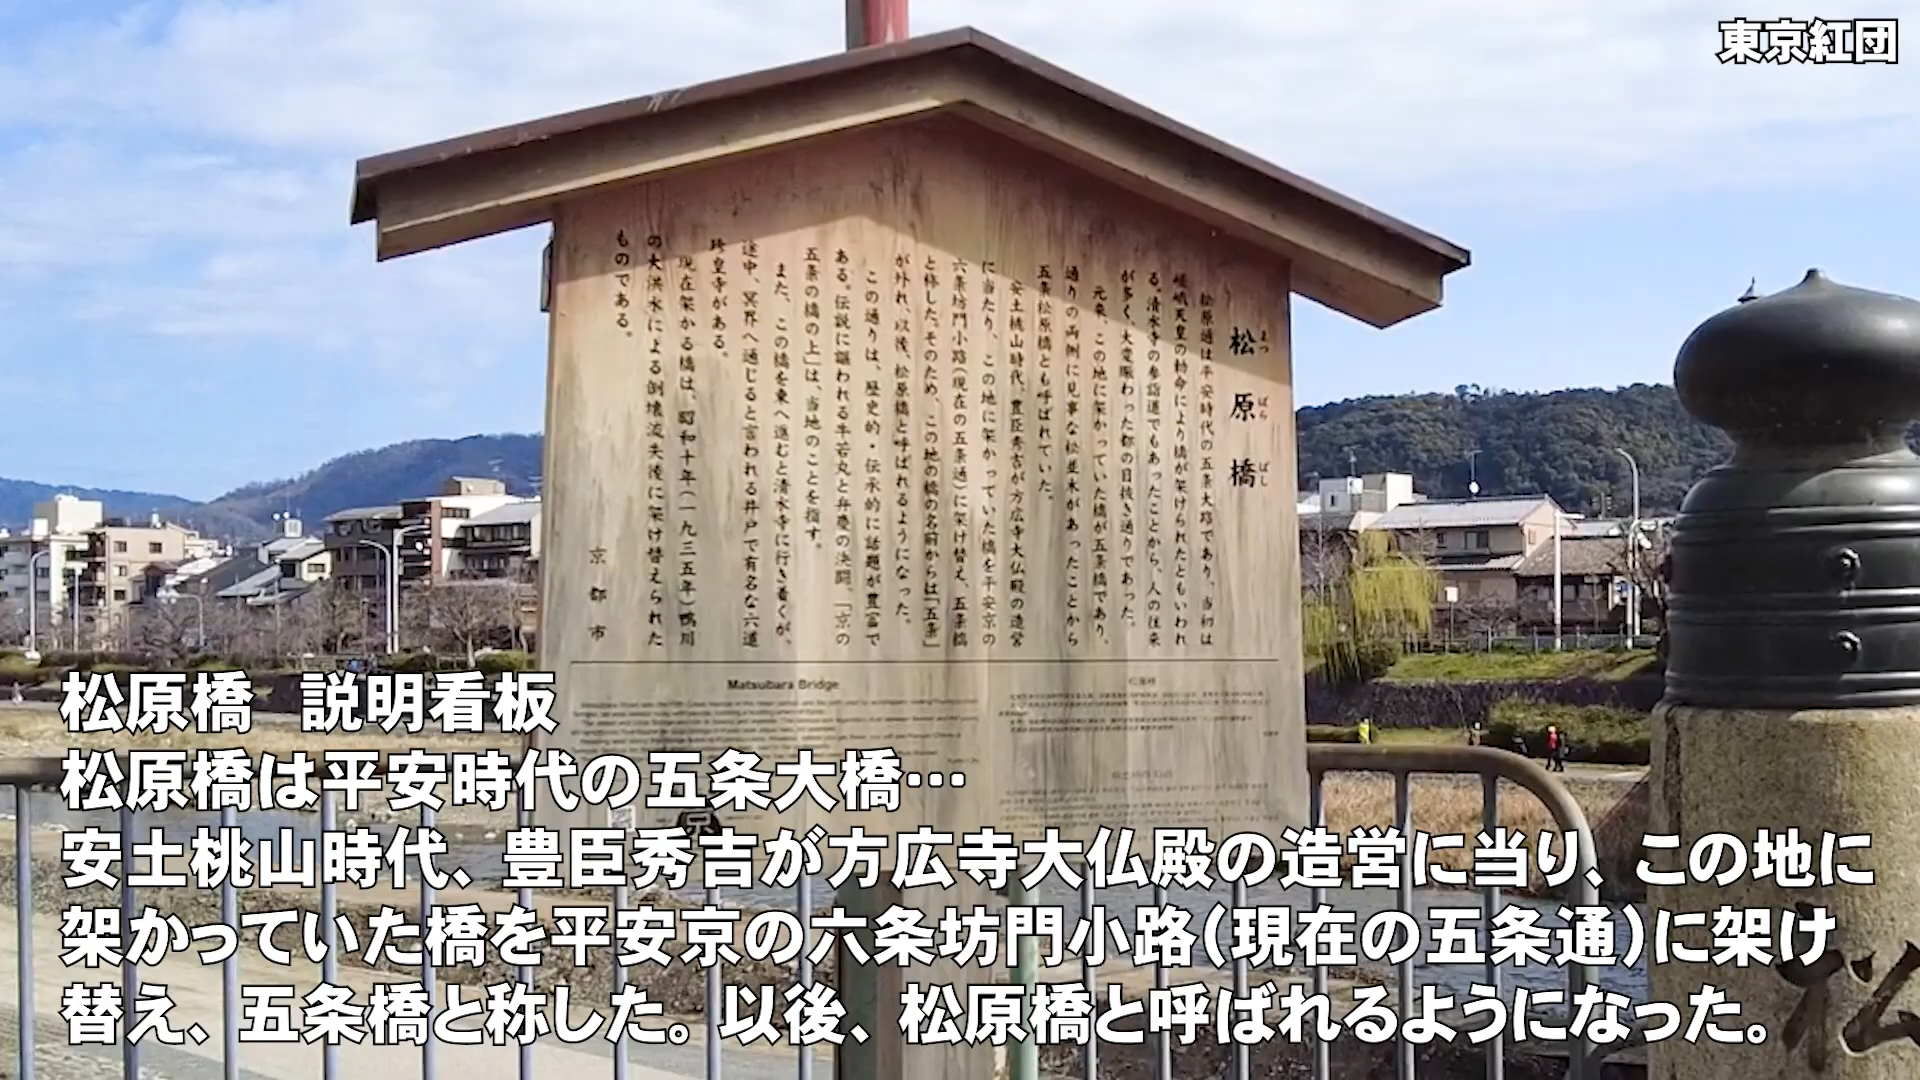 東京紅団
松原橋
まつ ばら ばし
松原通は平安時代の五条大路であり、当初は
嵯峨天皇の勅命により橋が架けられたともいわれ
る。清水寺の参詣道でもあったことから、人の往来
が多く、大変賑わった都の目抜き通りであった。
元来、この地に架かっていた橋が五条橋であり、
通りの両側に見事な松並木があったことから
五条松原橋とも呼ばれていた。
安土桃山時代、豊臣秀吉が方広寺大仏殿の造営
に当たり、この地に架かっていた橋を平安京の
六条坊門小路(現在の五条通)に架け替え、五条橋
と称した。そのため、この地の橋の名前からは「五条」
が外れ、以後、松原橋と呼ばれるようになった。
この通りは、歴史的・伝承的に話題が豊富で
ある。伝説に謳われる牛若丸と弁慶の決闘、「京の
五条の橋の上」は、当地のことを指す。
また、この橋を東へ進むと清水寺に行き着くが、
途中、冥界へ通じると言われる井戸で有名な六道
珍皇寺がある。
現在架かる橋は、昭和十年(一九三五年)鴨川
の大洪水による倒壊流失後に架け替えられた
ものである。
京都市
Matsubara Bridge
松原橋 説明看板
松原橋は平安時代の五条大橋…
安土桃山時代、豊臣秀吉が方広寺大仏殿の造営に当り、この地に
架かっていた橋を平安京の六条坊門小路(現在の五条通)に架け
替え、五条橋と称した。以後、松原橋と呼ばれるようになった。